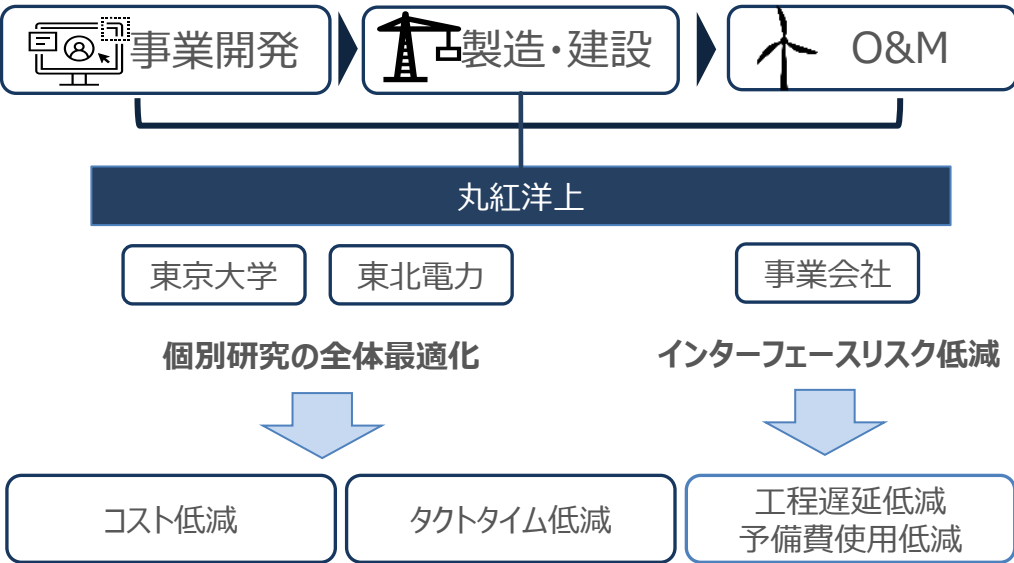 事業開発
製造・建設
O&M
丸紅洋上
東京大学
東北電力
事業会社
個別研究の全体最適化
インターフェースリスク低減
コスト低減
タクトタイム低減
工程遅延低減
予備費使用低減